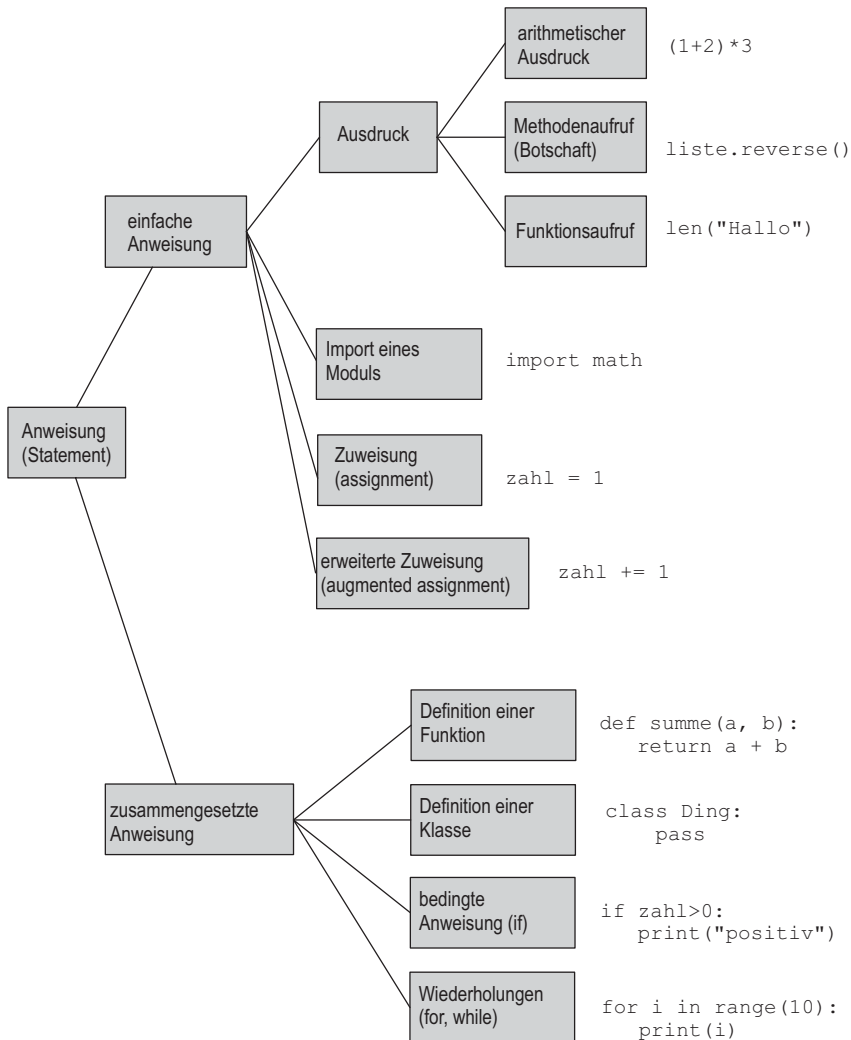 arithmetischer
Ausdruck
(1+2)*3
Ausdruck
Methodenaufruf
(Botschaft)
liste.reverse()
einfache
Anweisung
Funktionsaufruf
len("Hallo")
Import eines
Moduls
import math
Anweisung
(Statement)
Zuweisung
(assignment)
zahl = 1
erweiterte Zuweisung
(augmented assignment)
zahl += 1
Definition einer
Funktion
def summe(a, b):
return a + b
zusammengesetzte
Anweisung
Definition einer
Klasse
class Ding:
pass
bedingte
Anweisung (if)
if zahl>0:
print("positiv")
Wiederholungen
(for, while)
for i in range(10):
print(i)